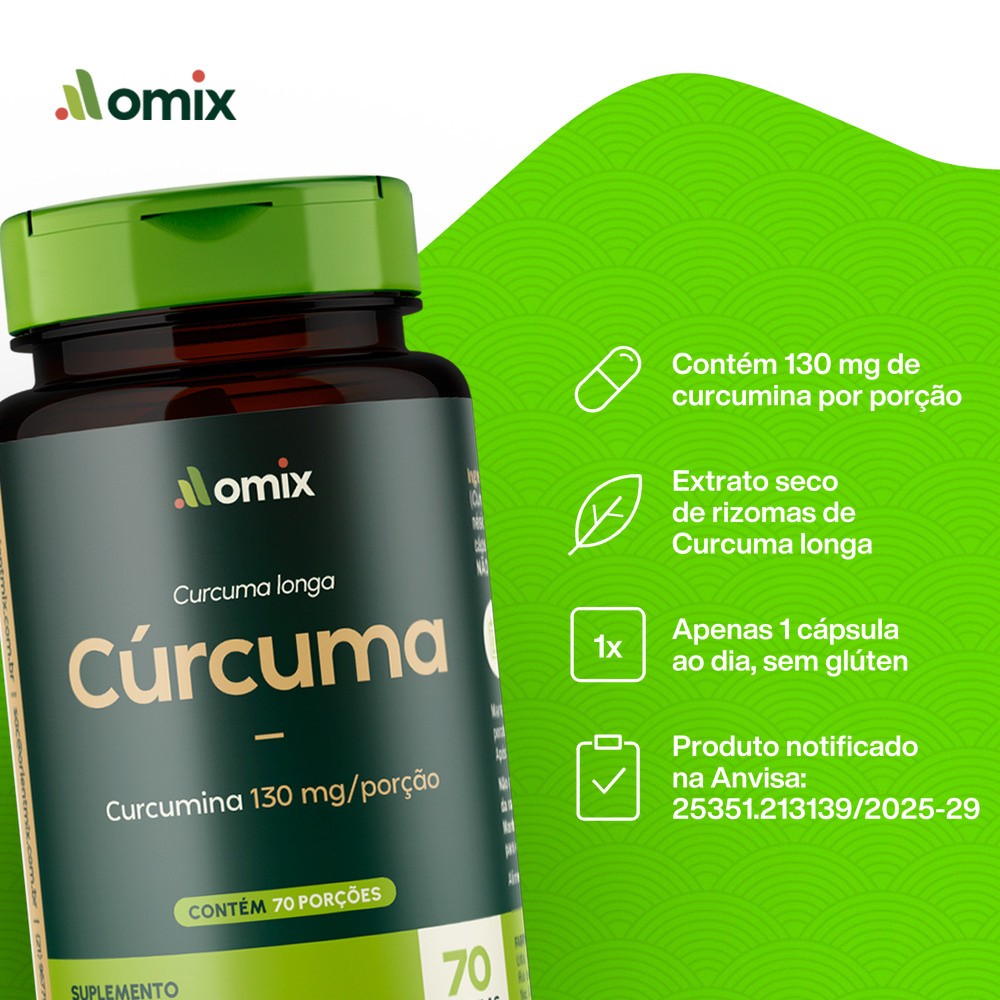 omix
omix
Curcuma longa
Cúrcuma
Curcumina 130 mg/porção
CONTÉM 70 PORÇÕES
SUPLEMENTO
70
Contém 130 mg de
curcumina por porção
Extrato seco
de rizomas de
Curcuma longa
1x
Apenas 1 cápsula
ao dia, sem glúten
Produto notificado
na Anvisa:
25351.213139/2025-29